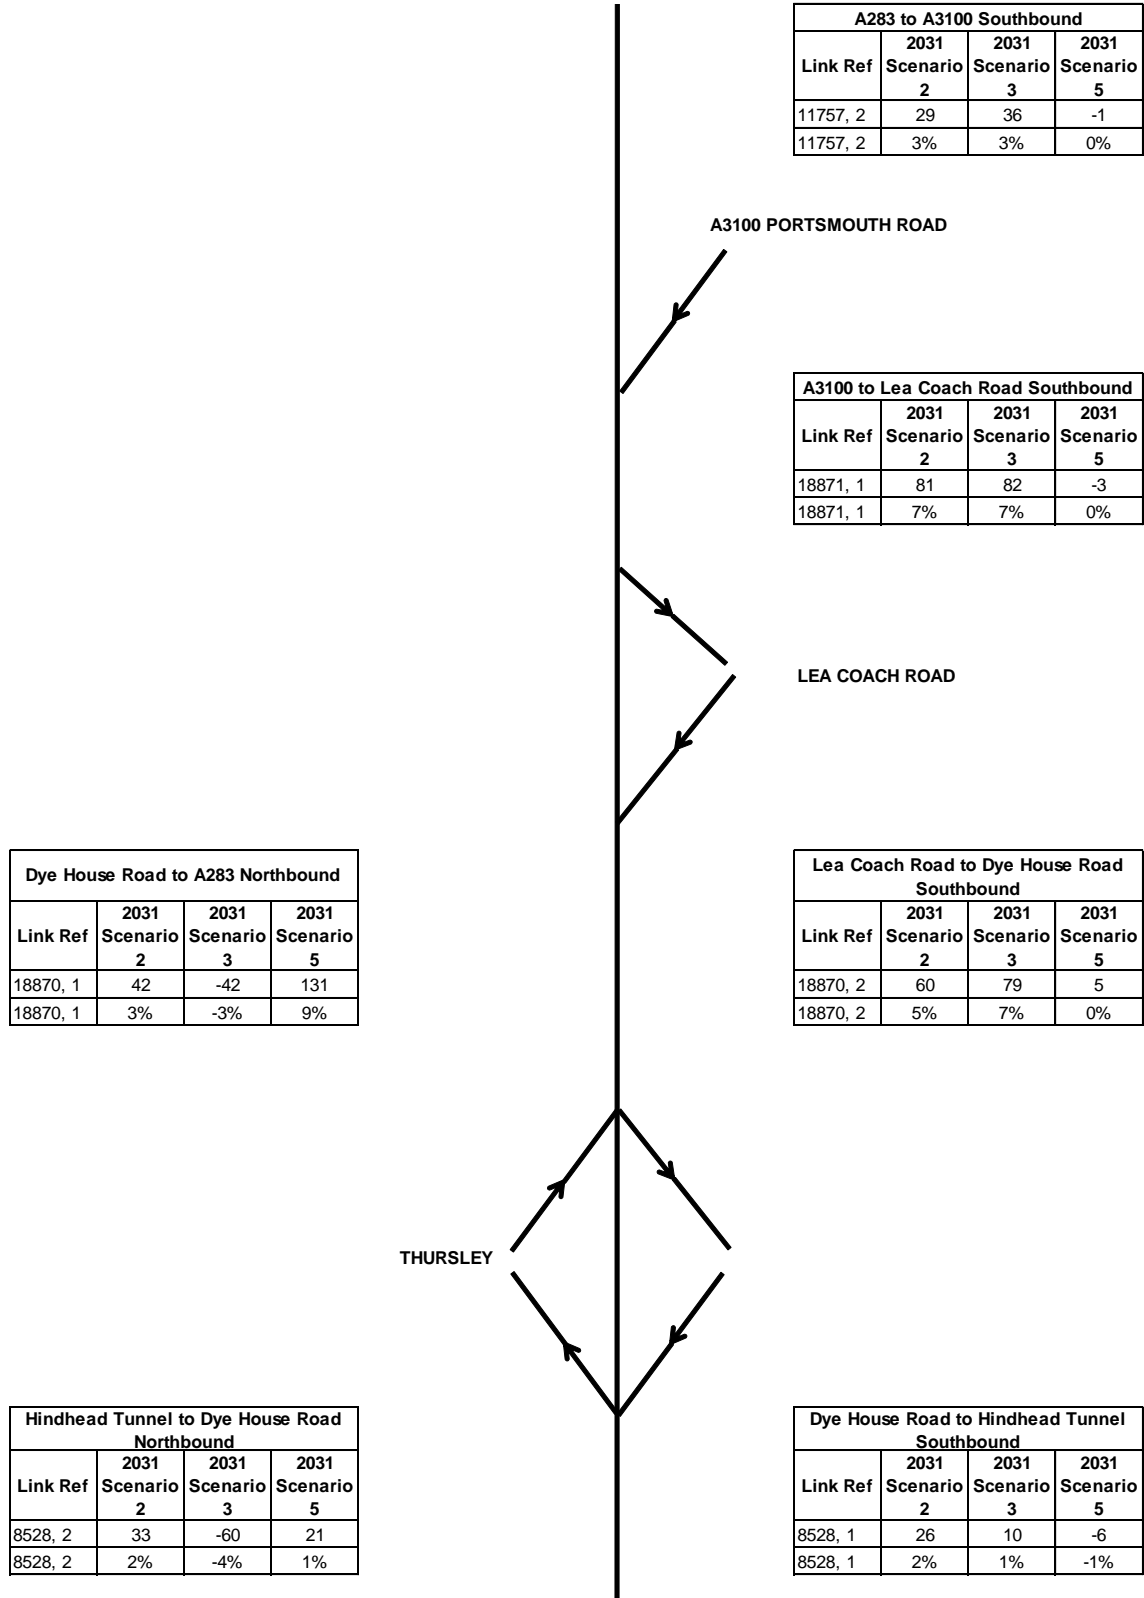 A283 to A3100 Southbound
Link Ref 2031 Scenario 2 2031 Scenario 3 2031 Scenario 5
11757, 2 29 36 -1
11757, 2 3% 3% 0%
A3100 PORTSMOUTH ROAD
A3100 to Lea Coach Road Southbound
Link Ref 2031 Scenario 2 2031 Scenario 3 2031 Scenario 5
18871, 1 81 82 -3
18871, 1 7% 7% 0%
LEA COACH ROAD
Dye House Road to A283 Northbound
Link Ref 2031 Scenario 2 2031 Scenario 3 2031 Scenario 5
18870, 1 42 -42 131
18870, 1 3% -3% 9%
Lea Coach Road to Dye House Road
Southbound
Link Ref 2031 Scenario 2 2031 Scenario 3 2031 Scenario 5
18870, 2 60 79 5
18870, 2 5% 7% 0%
THURSLEY
Hindhead Tunnel to Dye House Road
Northbound
Link Ref 2031 Scenario 2 2031 Scenario 3 2031 Scenario 5
8528, 2 33 -60 21
8528, 2 2% -4% 1%
Dye House Road to Hindhead Tunnel
Southbound
Link Ref 2031 Scenario 2 2031 Scenario 3 2031 Scenario 5
8528, 1 26 10 -6
8528, 1 2% 1% -1%